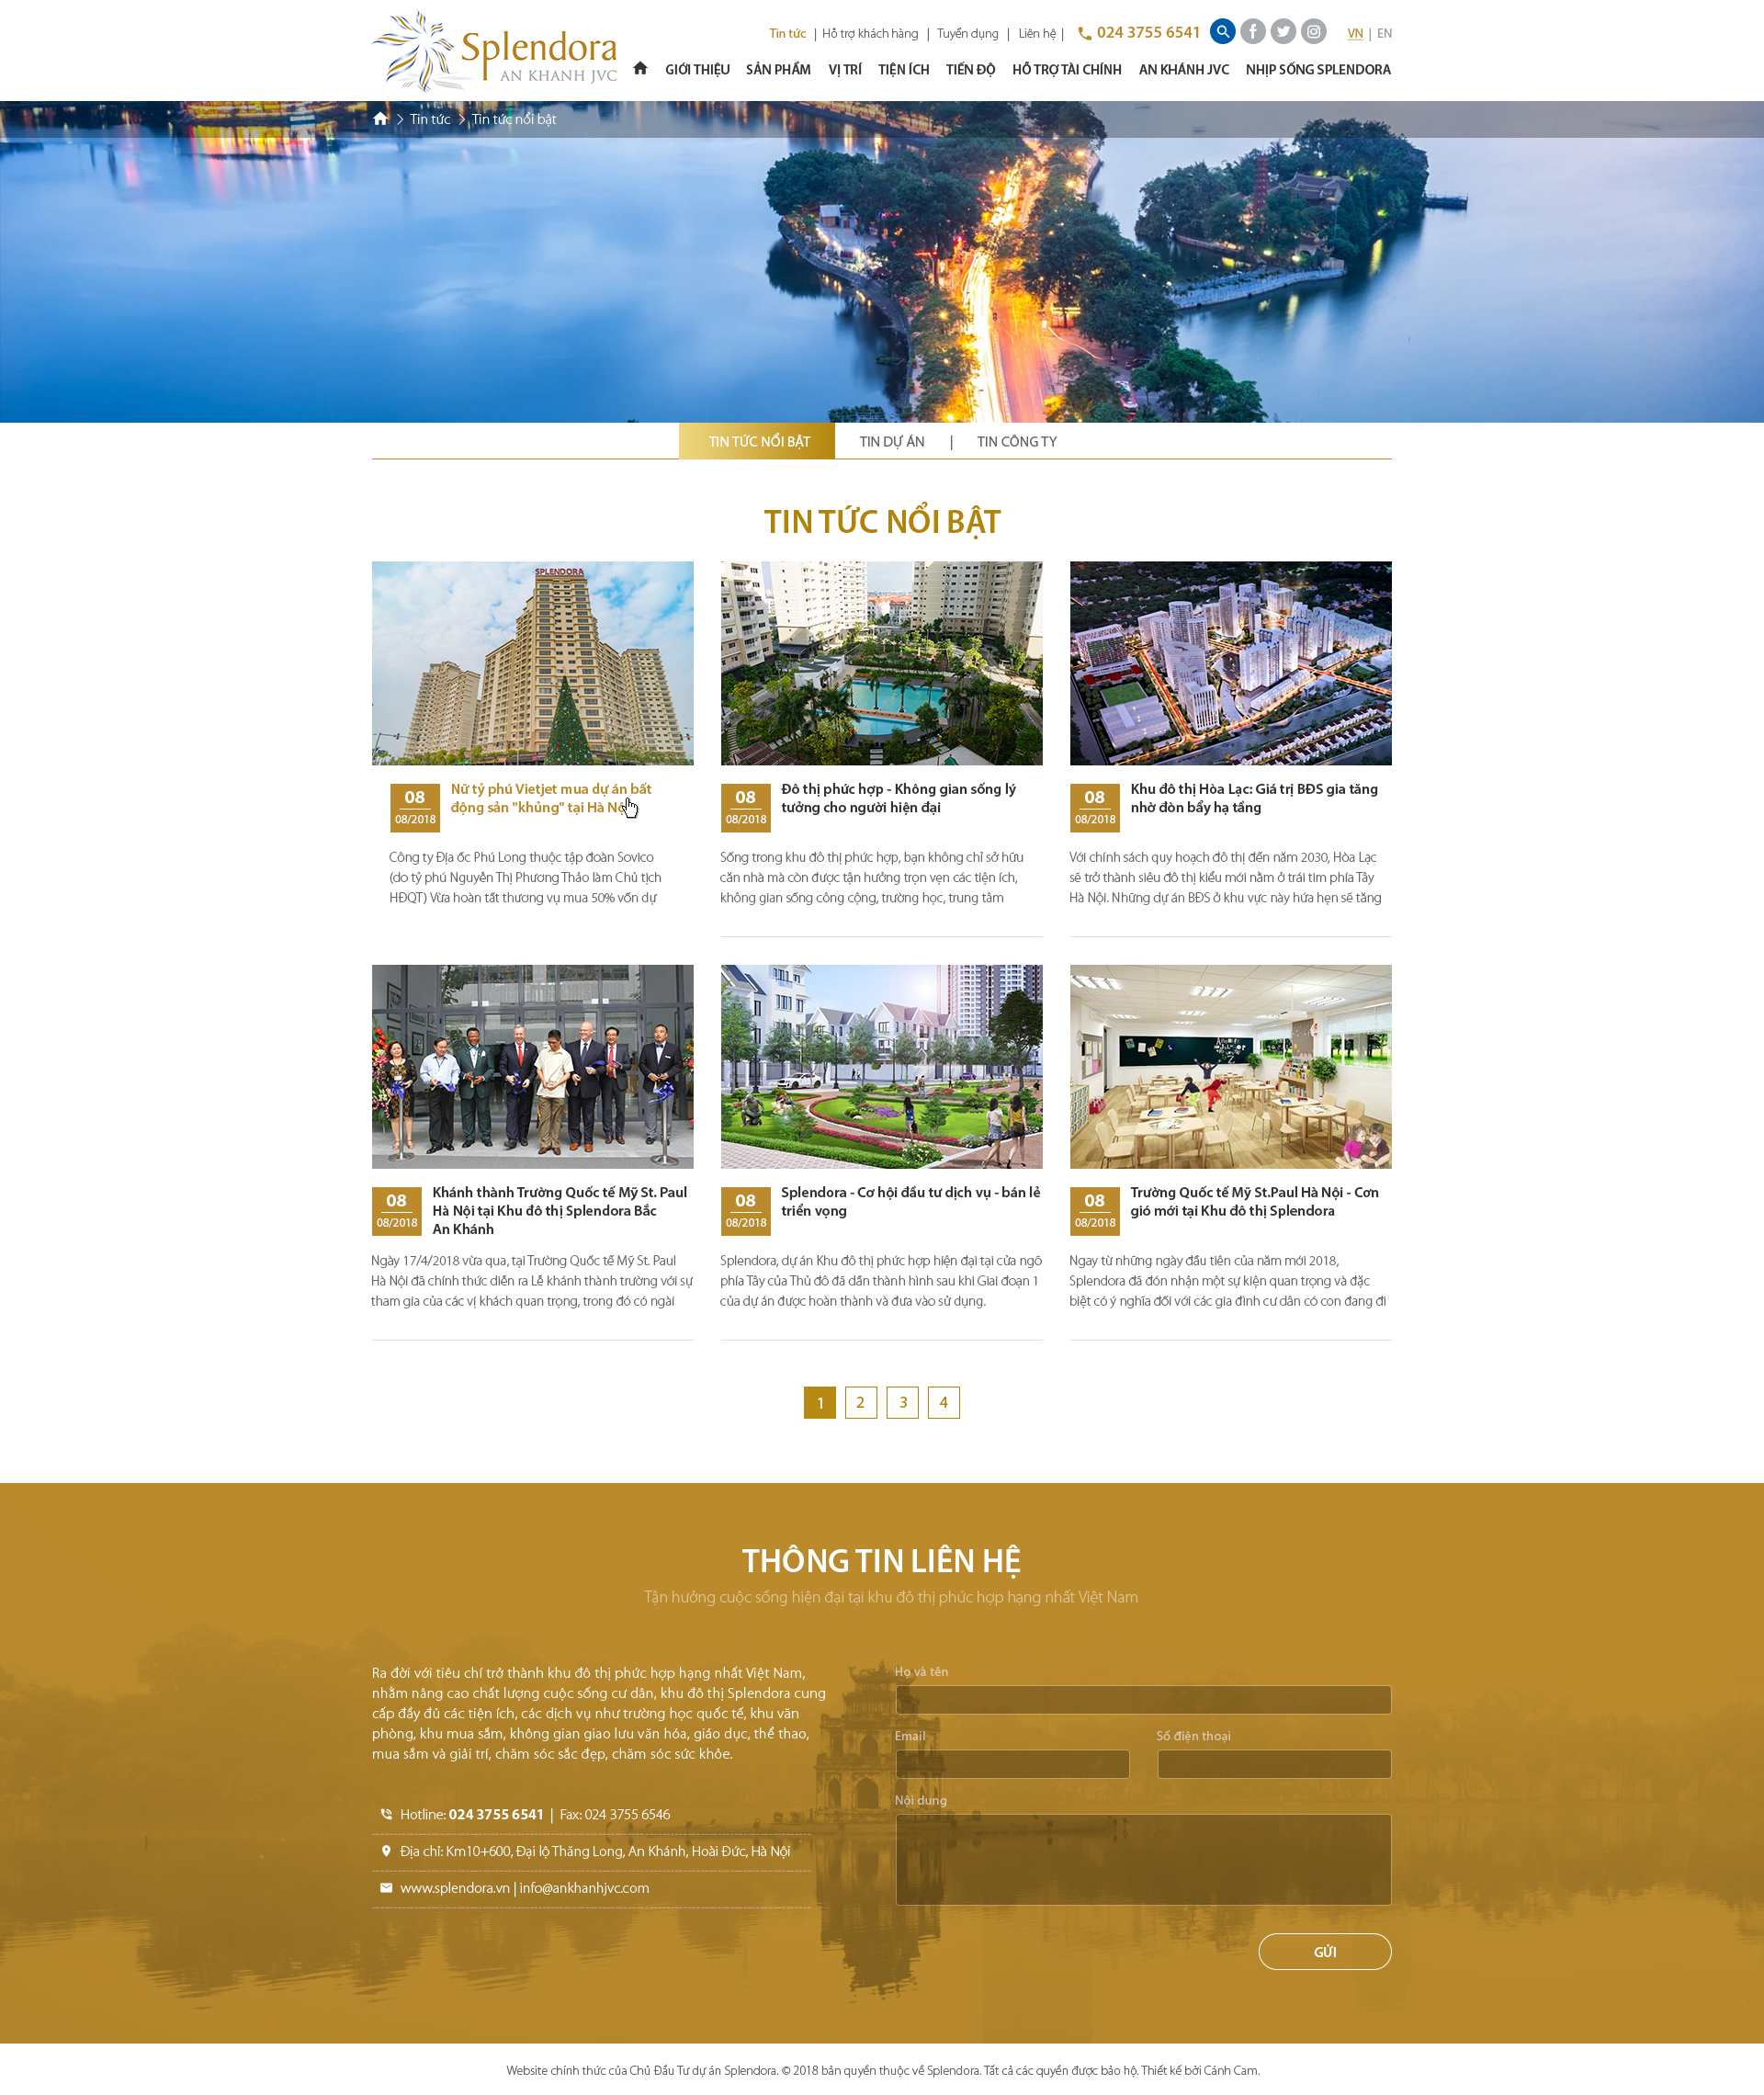 Splendora
AN KHANH JVC
Tin tức | Hỗ trợ khách hàng | Tuyển dụng | Liên hệ | 024 3755 6541 VN | EN
GIỚI THIỆU SẢN PHẨM VỊ TRÍ TIỆN ÍCH TIẾN ĐỘ HỖ TRỢ TÀI CHÍNH AN KHÁNH JVC NHỊP SỐNG SPLENDORA
Tin tức Tin tức nổi bật
TIN TỨC NỔI BẬT TIN DỰ ÁN | TIN CÔNG TY
TIN TỨC NỔI BẬT
SPLENDORA
08
08/2018
Nữ tỷ phú Vietjet mua dự án bất
động sản "khủng" tại Hà Nội
Công ty Địa ốc Phú Long thuộc tập đoàn Sovico
(do tỷ phú Nguyễn Thị Phương Thảo làm Chủ tịch
HĐQT) Vừa hoàn tất thương vụ mua 50% vốn dự
08
08/2018
Đô thị phức hợp - Không gian sống lý
tưởng cho người hiện đại
Sống trong khu đô thị phức hợp, bạn không chỉ sở hữu
căn nhà mà còn được tận hưởng trọn vẹn các tiện ích,
không gian sống công cộng, trường học, trung tâm
08
08/2018
Khu đô thị Hòa Lạc: Giá trị BĐS gia tăng
nhờ đòn bẩy hạ tầng
Với chính sách quy hoạch đô thị đến năm 2030, Hòa Lạc
sẽ trở thành siêu đô thị kiểu mới nằm ở trái tim phía Tây
Hà Nội. Những dự án BĐS ở khu vực này hứa hẹn sẽ tăng
08
08/2018
Khánh thành Trường Quốc tế Mỹ St. Paul
Hà Nội tại Khu đô thị Splendora Bắc
An Khánh
Ngày 17/4/2018 vừa qua, tại Trường Quốc tế Mỹ St. Paul
Hà Nội đã chính thức diễn ra Lễ khánh thành trường với sự
tham gia của các vị khách quan trọng, trong đó có ngài
08
08/2018
Splendora - Cơ hội đầu tư dịch vụ - bán lẻ
triển vọng
Splendora, dự án Khu đô thị phức hợp hiện đại tại cửa ngõ
phía Tây của Thủ đô đã dần thành hình sau khi Giai đoạn 1
của dự án được hoàn thành và đưa vào sử dụng.
08
08/2018
Trường Quốc tế Mỹ St.Paul Hà Nội - Cơn
gió mới tại Khu đô thị Splendora
Ngay từ những ngày đầu tiên của năm mới 2018,
Splendora đã đón nhận một sự kiện quan trọng và đặc
biệt có ý nghĩa đối với các gia đình cư dân có con đang đi
1 2 3 4
THÔNG TIN LIÊN HỆ
Tận hưởng cuộc sống hiện đại tại khu đô thị phức hợp hạng nhất Việt Nam
Ra đời với tiêu chí trở thành khu đô thị phức hợp hạng nhất Việt Nam,
nhằm nâng cao chất lượng cuộc sống cư dân, khu đô thị Splendora cung
cấp đầy đủ các tiện ích, các dịch vụ như trường học quốc tế, khu văn
phòng, khu mua sắm, không gian giao lưu văn hóa, giáo dục, thể thao,
mua sắm và giải trí, chăm sóc sắc đẹp, chăm sóc sức khỏe.
Hotline: 024 3755 6541 | Fax: 024 3755 6546
Địa chỉ: Km10+600, Đại lộ Thăng Long, An Khánh, Hoài Đức, Hà Nội
www.splendora.vn | info@ankhanhjvc.com
Họ và tên
Email Số điện thoại
Nội dung
GỬI
Website chính thức của Chủ Đầu Tư dự án Splendora. © 2018 bản quyền thuộc về Splendora. Tất cả các quyền được bảo hộ. Thiết kế bởi Cánh Cam.